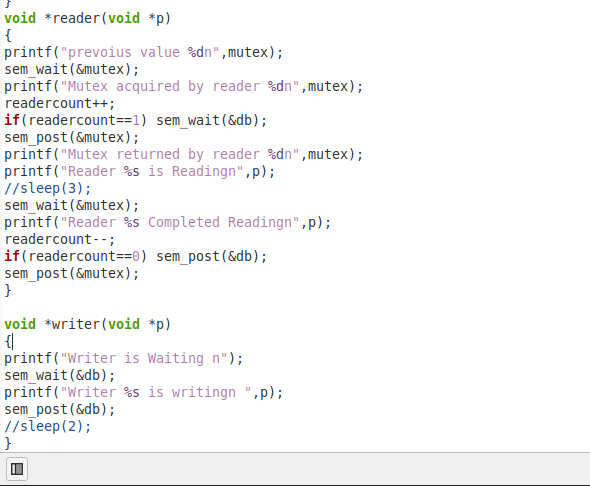 }
void *reader(void *p)
{
printf("prevoius value %dn",mutex);
sem_wait(&mutex);
printf("Mutex acquired by reader %dn",mutex);
readercount++;
if(readercount==1) sem_wait(&db);
sem_post(&mutex);
printf("Mutex returned by reader %dn",mutex);
printf("Reader %s is Readingn",p);
//sleep(3);
sem_wait(&mutex);
printf("Reader %s Completed Readingn",p);
readercount--;
if(readercount==0) sem_post(&db);
sem_post(&mutex);
}
void *writer(void *p)
{
printf("Writer is Waiting n");
sem_wait(&db);
printf("Writer %s is writingn ",p);
sem_post(&db);
//sleep(2);
}